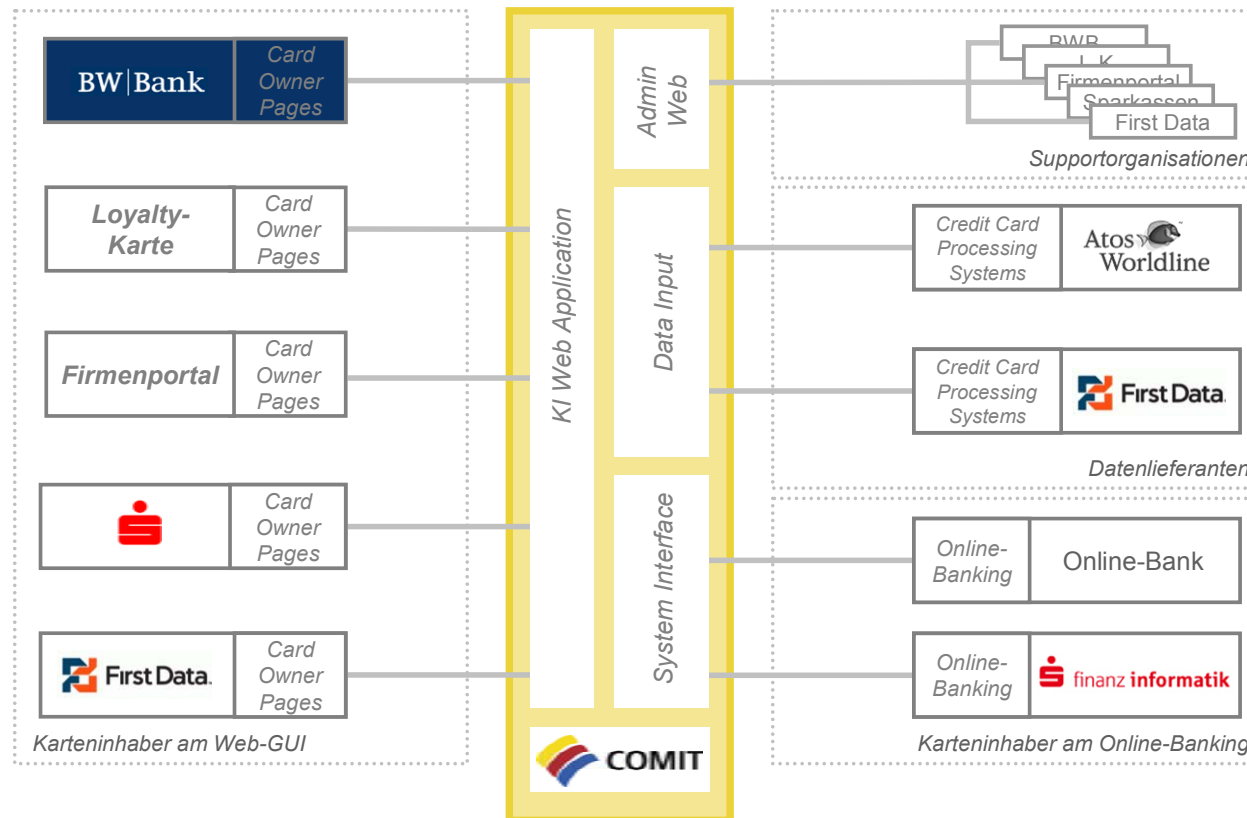 BW|Bank
Card
Owner
Pages
Loyalty-
Karte
Card
Owner
Pages
Firmenportal
Card
Owner
Pages
Card
Owner
Pages
First Data.
Card
Owner
Pages
Karteninhaber am Web-GUI
KI Web Application
Admin
Web
Data Input
System Interface
COMIT
BWB
L-K
Firmenportal
Sparkassen
First Data
Supportorganisationen
Credit Card
Processing
Systems
Atos
Worldline
Credit Card
Processing
Systems
First Data.
Datenlieferanten
Online-
Banking
Online-Bank
Online-
Banking
finanz informatik
Karteninhaber am Online-Banking